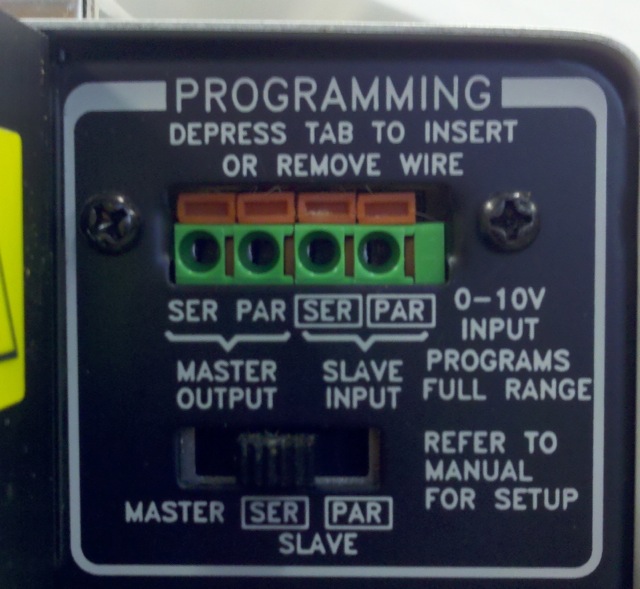 PROGRAMMING
DEPRESS TAB TO INSERT
OR REMOVE WIRE
SER PAR SER PAR
MASTER OUTPUT
SLAVE INPUT
0-10V
INPUT
PROGRAMS
FULL RANGE
REFER TO
MANUAL
FOR SETUP
MASTER SER PAR
SLAVE